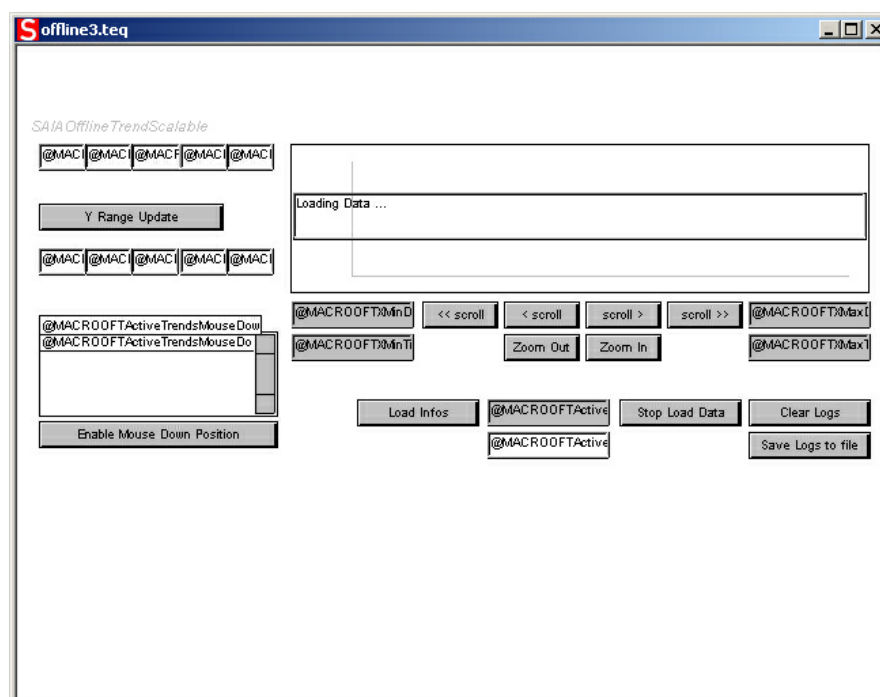 S offline3.teq
SAIAOfflineTrendScalable
@MACI @MACI @MACF @MACI @MACI
Loading Data ...
Y Range Update
@MACI @MACI @MACI @MACI @MACI
@MACROOFTXMinD << scroll < scroll scroll > scroll >> @MACROOFTXMaxD
@MACROOFTActiveTrendsMouseDow
@MACROOFTActiveTrendsMouseDo
@MACROOFTXMinTi Zoom Out Zoom In @MACROOFTXMaxT
Load Infos @MACROOFTActive Stop Load Data Clear Logs
Enable Mouse Down Position
@MACROOFTActive Save Logs to file